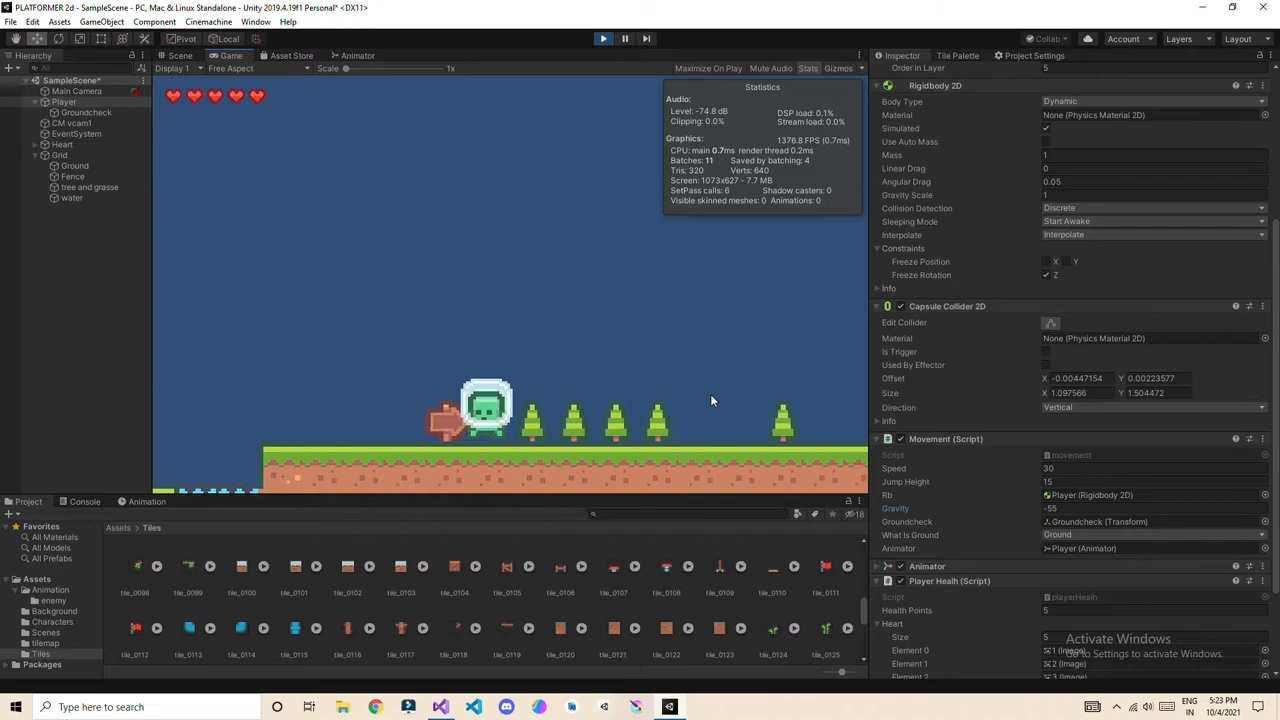 PLATFORMER 2d - SampleScene - PC, Mac & Linux Standalone - Unity 2019.4.19f1 Personal* <DX11>
File Edit Assets GameObject Component Cinemachine Window Help
Pivot Local Collab Account Layers Layout
Hierarchy Scene Game Asset Store Animator Inspector Tile Palette Project Settings
All Display 1 Free Aspect Scale 1x Maximize On Play Mute Audio Stats Gizmos Order in Layer 5
SampleScene*
Main Camera
Player
Groundcheck
CM vcam1
EventSystem
Heart
Grid
Ground
Fence
tree and grasse
water
Statistics
Audio:
Level: -74.8 dB DSP load: 0.1%
Clipping: 0.0% Stream load: 0.0%
Graphics: 1376.8 FPS (0.7ms)
CPU: main 0.7ms render thread 0.2ms
Batches: 11 Saved by batching: 4
Tris: 320 Verts: 640
Screen: 1073x627 - 7.7 MB
SetPass calls: 6 Shadow casters: 0
Visible skinned meshes: 0 Animations: 0
Rigidbody 2D
Body Type Dynamic
Material None (Physics Material 2D)
Simulated
Use Auto Mass
Mass 1
Linear Drag 0
Angular Drag 0.05
Gravity Scale 1
Collision Detection Discrete
Sleeping Mode Start Awake
Interpolate Interpolate
Constraints
Freeze Position X Y
Freeze Rotation Z
Info
Capsule Collider 2D
Edit Collider
Material None (Physics Material 2D)
Is Trigger
Used By Effector
Offset X -0.00447154 Y 0.00223577
Size X 1.097566 Y 1.504472
Direction Vertical
Info
Movement (Script)
Script movement
Speed 30
Jump Height 15
Rb Player (Rigidbody 2D)
Gravity -55
Groundcheck Groundcheck (Transform)
What Is Ground Ground
Animator Player (Animator)
Animator
Player Healh (Script)
Script playerHealth
Health Points 5
Heart
Size 5
Element 0 1 (Image)
Element 1 2 (Image)
Element 2 3 (Image)
Activate Windows
Go to Settings to activate Windows.
Project Console Animation
18
Favorites
All Materials
All Models
All Prefabs
Assets
Animation
enemy
Background
Characters
Scenes
tilemap
Tiles
Packages
Assets > Tiles
tile_0098 tile_0099 tile_0100 tile_0101 tile_0102 tile_0103 tile_0104 tile_0105 tile_0106 tile_0107 tile_0108 tile_0109 tile_0110 tile_0111
tile_0112 tile_0113 tile_0114 tile_0115 tile_0116 tile_0117 tile_0118 tile_0119 tile_0120 tile_0121 tile_0122 tile_0123 tile_0124 tile_0125
Type here to search
ENG 5:23 PM
IN 10/4/2021